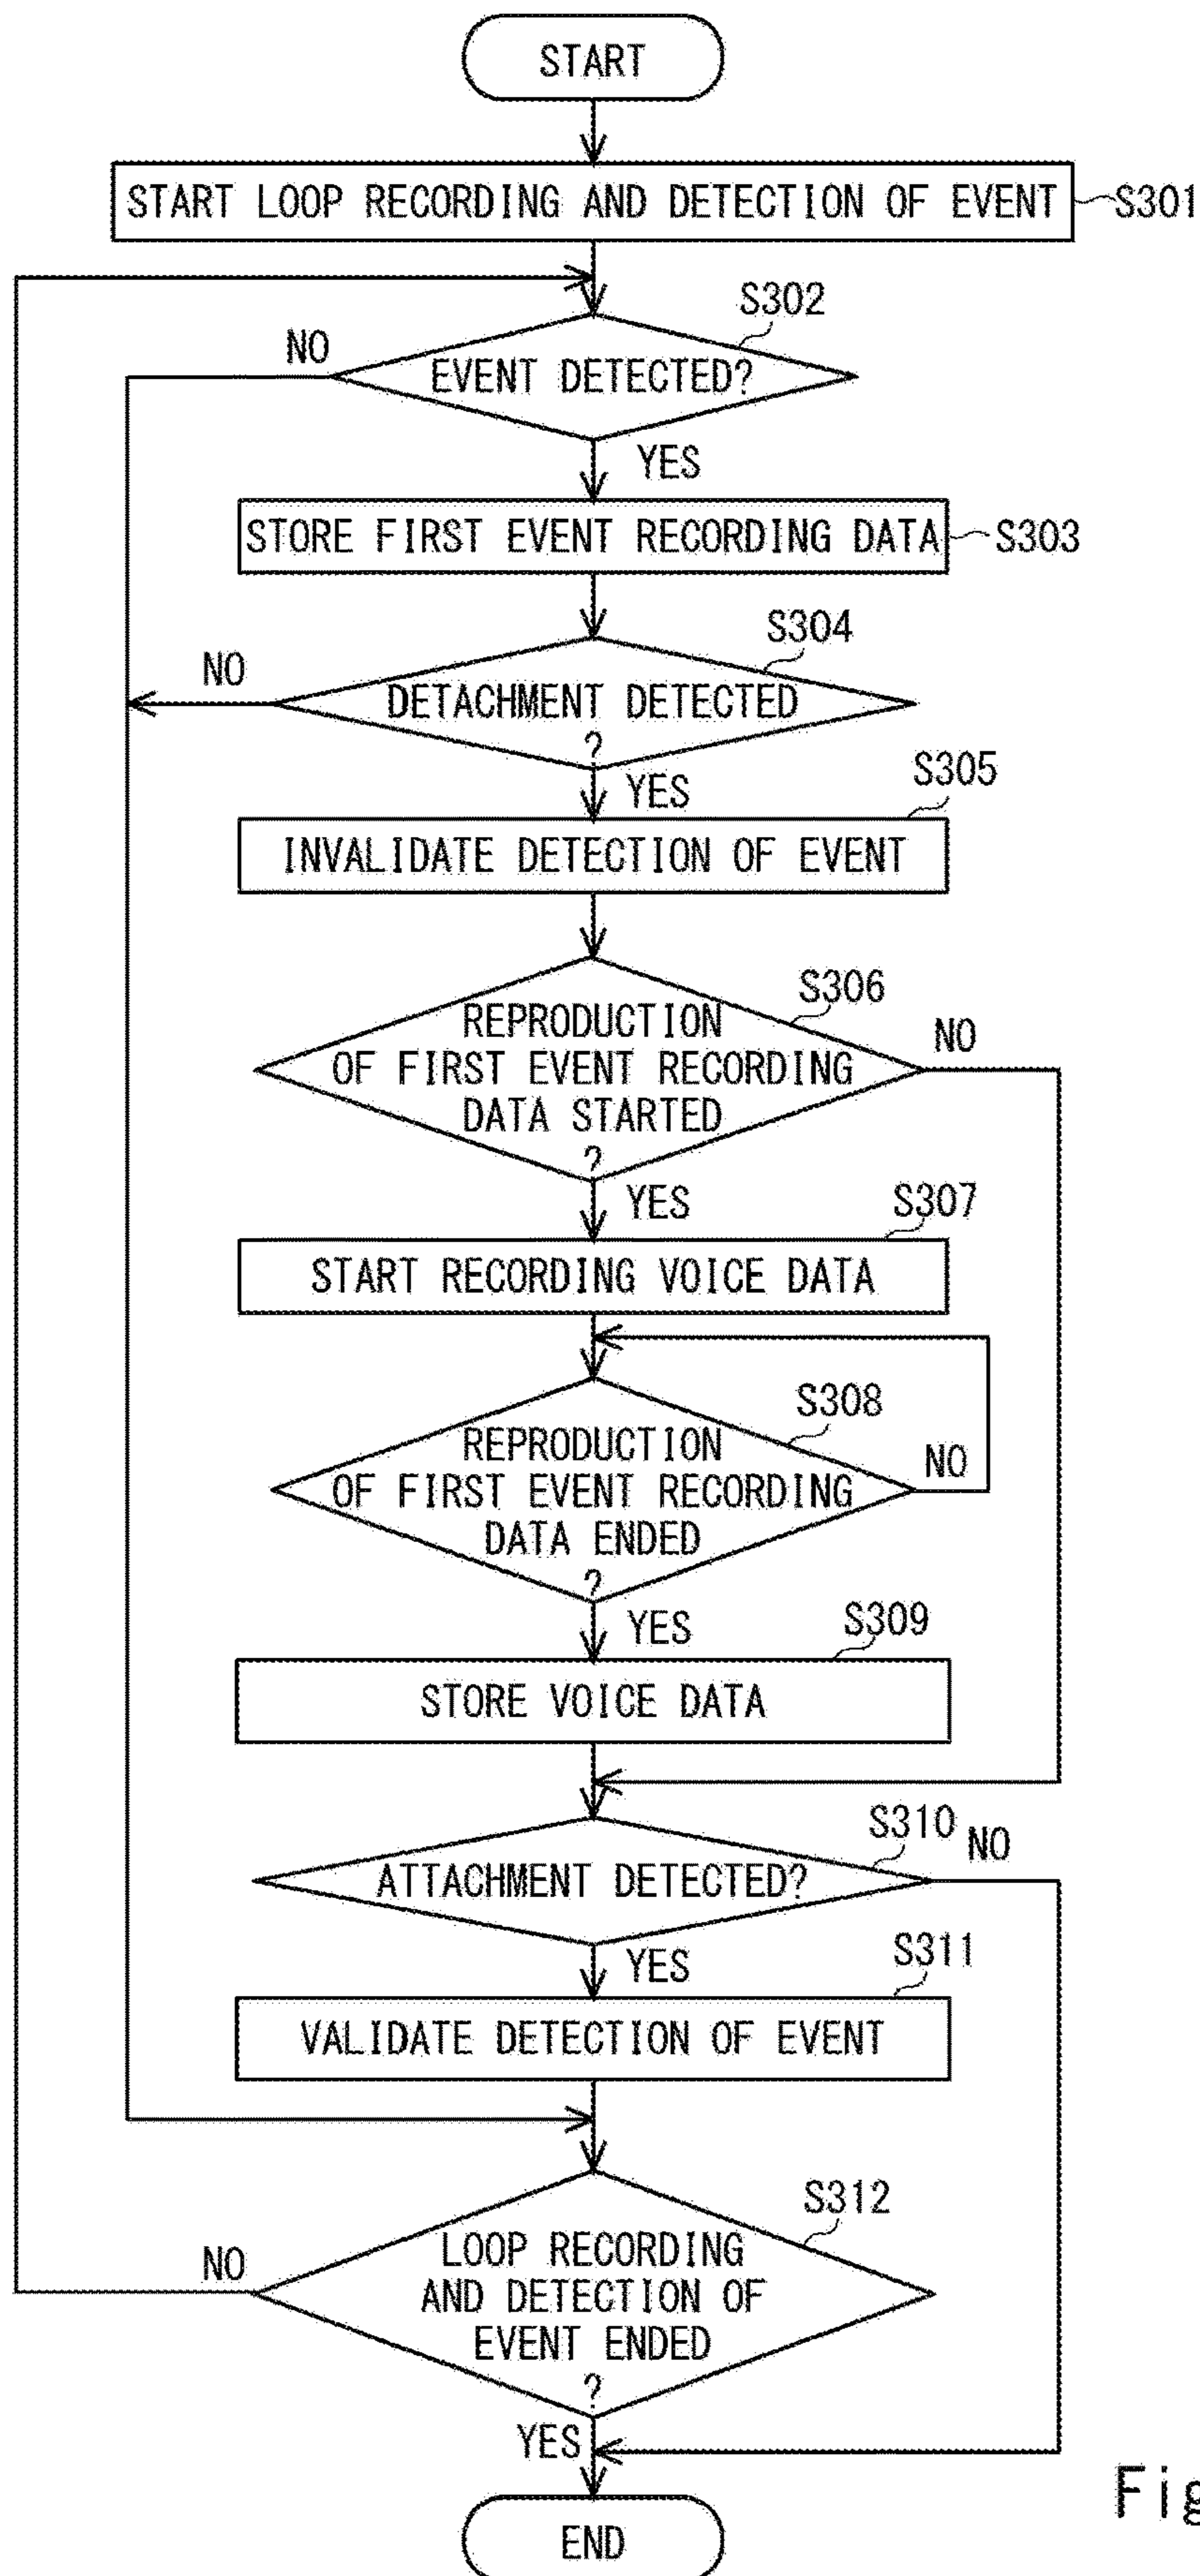 START
START LOOP RECORDING AND DETECTION OF EVENT
S301
S302
NO
EVENT DETECTED?
YES
STORE FIRST EVENT RECORDING DATA
S303
S304
NO
DETACHMENT DETECTED
?
YES
S305
INVALIDATE DETECTION OF EVENT
S306
REPRODUCTION
NO
OF FIRST EVENT RECORDING
DATA STARTED
?
YES
S307
START RECORDING VOICE DATA
S308
REPRODUCTION
NO
OF FIRST EVENT RECORDING
DATA ENDED
?
YES
S309
STORE VOICE DATA
S310
NO
ATTACHMENT DETECTED?
YES
S311
VALIDATE DETECTION OF EVENT
S312
NO
LOOP RECORDING
AND DETECTION OF
EVENT ENDED
?
YES
Fig
END